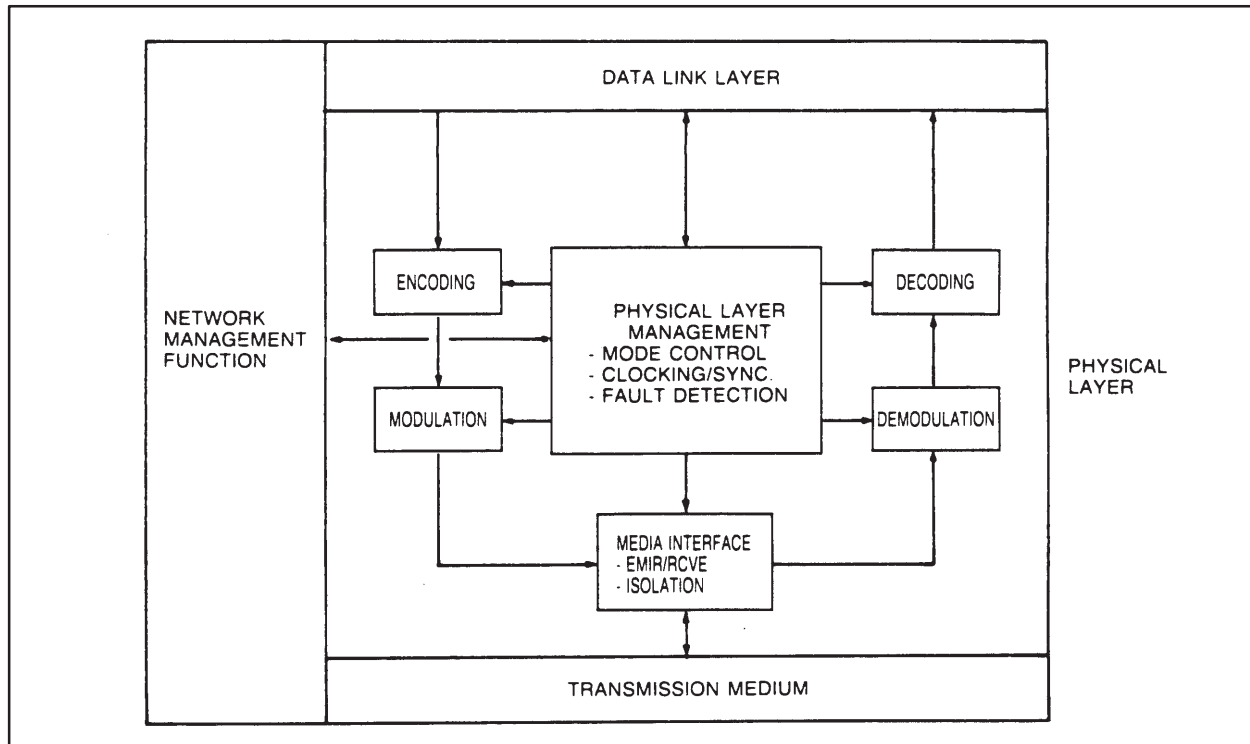 DATA LINK LAYER
ENCODING
DECODING
PHYSICAL LAYER
MANAGEMENT
- MODE CONTROL
- CLOCKING/SYNC.
- FAULT DETECTION
NETWORK
MANAGEMENT
FUNCTION
PHYSICAL
LAYER
MODULATION
DEMODULATION
MEDIA INTERFACE
- EMIR/RCVE
- ISOLATION
TRANSMISSION MEDIUM